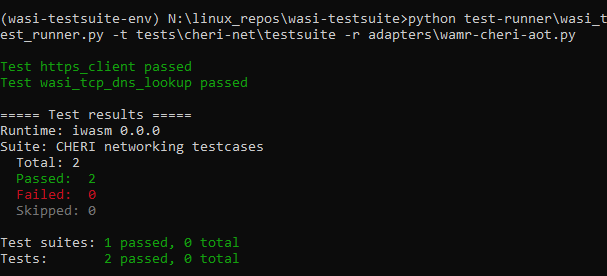 (wasi-testsuite-env) N:\linux_repos\wasi-testsuite>python test-runner\wasi_t
est_runner.py -t tests\cheri-net\testsuite -r adapters\wamr-cheri-aot.py
Test https_client passed
Test wasi_tcp_dns_lookup passed
===== Test results =====
Runtime: iwasm 0.0.0
Suite: CHERI networking testcases
  Total: 2
  Passed:  2
  Failed:  0
  Skipped: 0
Test suites: 1 passed, 0 total
Tests:       2 passed, 0 total